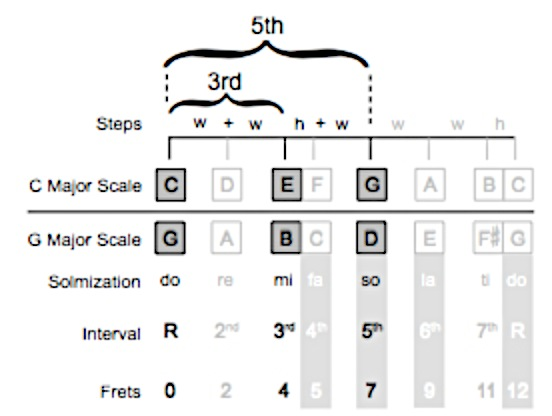 5th
3rd
Steps w + w h + w w w h
C Major Scale C D E F G A B C
G Major Scale G A B C D E F# G
Solmization do re mi fa so la ti do
Interval R 2nd 3rd 4th 5th 6th 7th R
Frets 0 2 4 5 7 9 11 12